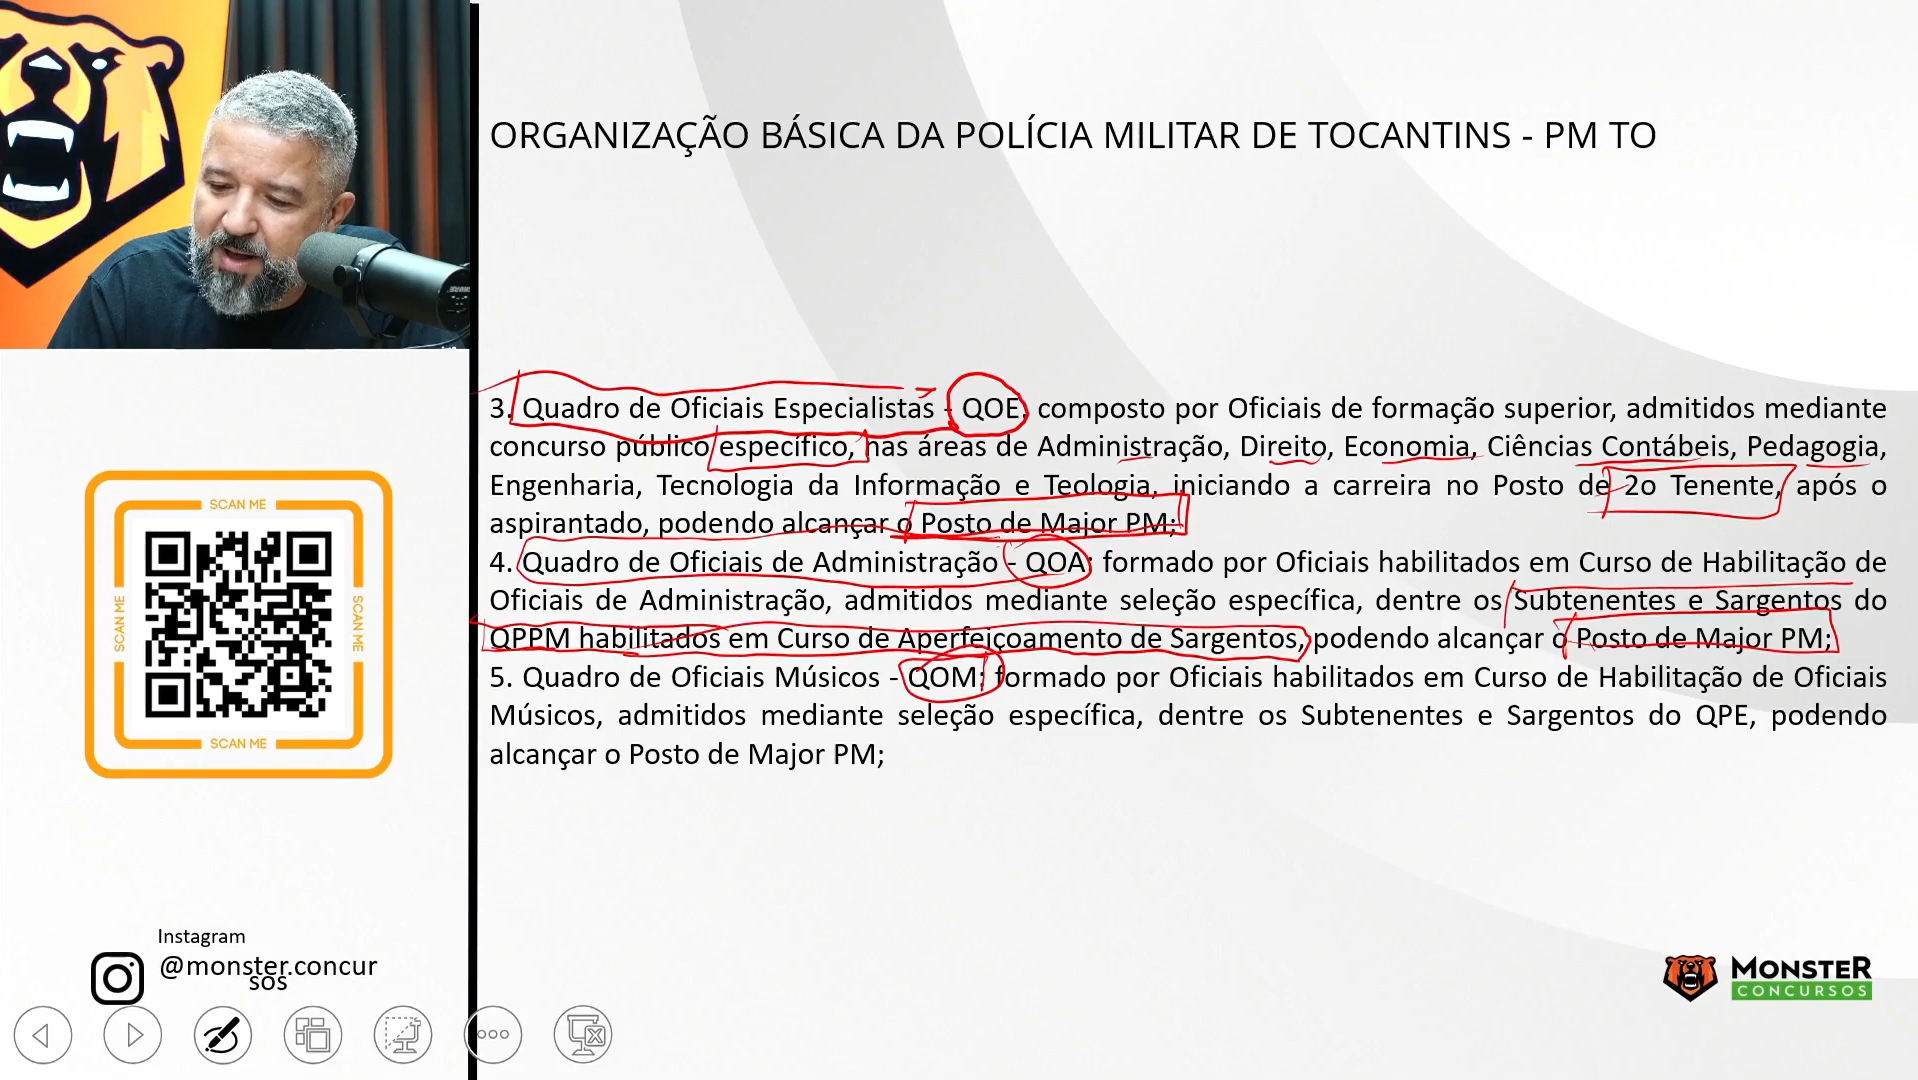 ORGANIZAÇÃO BÁSICA DA POLÍCIA MILITAR DE TOCANTINS - PM TO
3. Quadro de Oficiais Especialistas - QOE; composto por Oficiais de formação superior, admitidos mediante
concurso público específico, nas áreas de Administração, Direito, Economia, Ciências Contábeis, Pedagogia,
Engenharia, Tecnologia da Informação e Teologia, iniciando a carreira no Posto de 2o Tenente, após o
aspirantado, podendo alcançar o Posto de Major PM;
4. Quadro de Oficiais de Administração - QOA; formado por Oficiais habilitados em Curso de Habilitação de
Oficiais de Administração, admitidos mediante seleção específica, dentre os Subtenentes e Sargentos do
QPPM habilitados em Curso de Aperfeiçoamento de Sargentos, podendo alcançar o Posto de Major PM;
5. Quadro de Oficiais Músicos - QOM; formado por Oficiais habilitados em Curso de Habilitação de Oficiais
Músicos, admitidos mediante seleção específica, dentre os Subtenentes e Sargentos do QPE, podendo
alcançar o Posto de Major PM;
SCAN ME
SCAN ME
SCAN ME
SCAN ME
Instagram
@monster.concur
sos
MONSTER
CONCURSOS